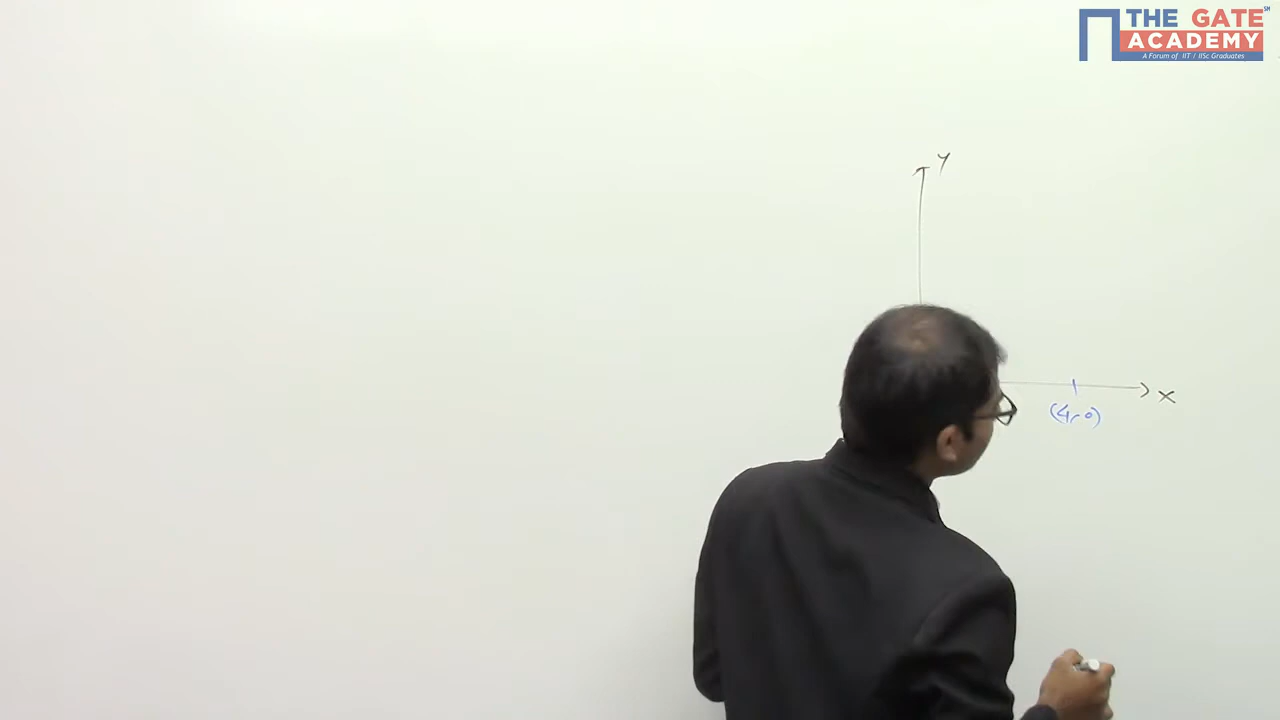 THE GATE
ACADEMY
A Forum of IIT / IISc Graduates
y
x
(4,0)